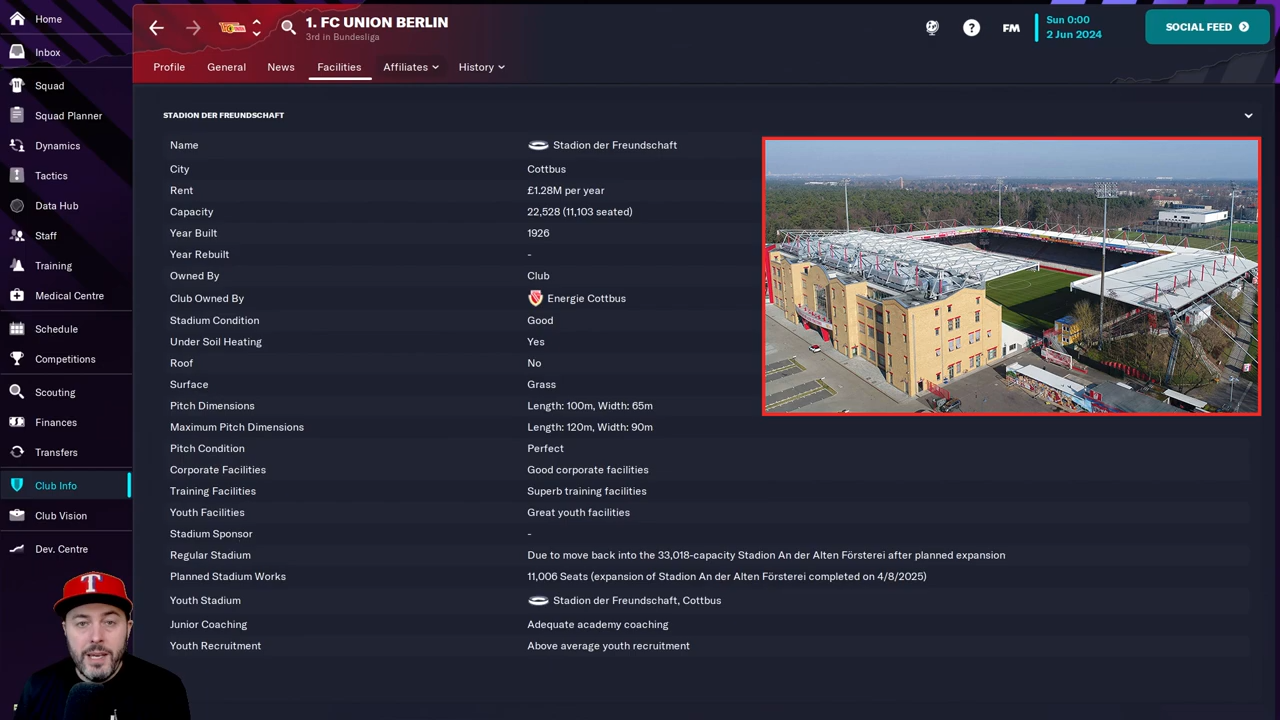 1. FC UNION BERLIN
3rd in Bundesliga
FM
Sun 0:00
2 Jun 2024
SOCIAL FEED
Profile
General
News
Facilities
Affiliates
History
Home
Inbox
Squad
Squad Planner
Dynamics
Tactics
Data Hub
Staff
Training
Medical Centre
Schedule
Competitions
Scouting
Finances
Transfers
Club Info
Club Vision
Dev. Centre
STADION DER FREUNDSCHAFT
Name Stadion der Freundschaft
City Cottbus
Rent £1.28M per year
Capacity 22,528 (11,103 seated)
Year Built 1926
Year Rebuilt -
Owned By Club
Club Owned By Energie Cottbus
Stadium Condition Good
Under Soil Heating Yes
Roof No
Surface Grass
Pitch Dimensions Length: 100m, Width: 65m
Maximum Pitch Dimensions Length: 120m, Width: 90m
Pitch Condition Perfect
Corporate Facilities Good corporate facilities
Training Facilities Superb training facilities
Youth Facilities Great youth facilities
Stadium Sponsor -
Regular Stadium Due to move back into the 33,018-capacity Stadion An der Alten Försterei after planned expansion
Planned Stadium Works 11,006 Seats (expansion of Stadion An der Alten Försterei completed on 4/8/2025)
Youth Stadium Stadion der Freundschaft, Cottbus
Junior Coaching Adequate academy coaching
Youth Recruitment Above average youth recruitment
T